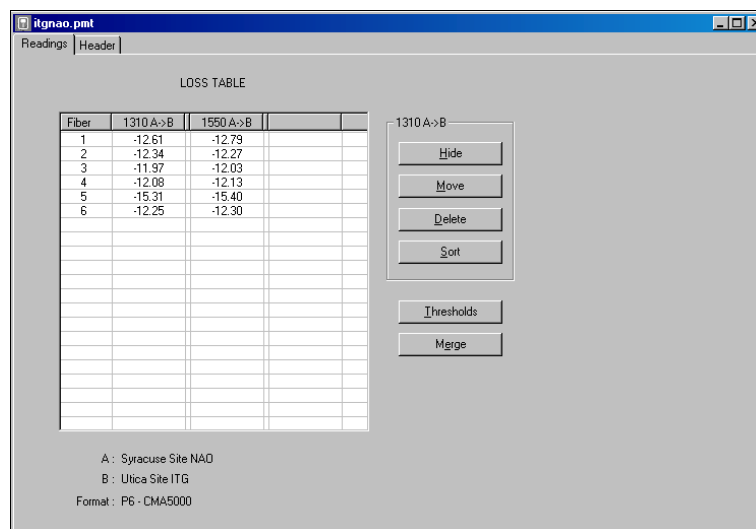 itgnao.pmt
Readings Header
LOSS TABLE
Fiber 1310 A->B 1550 A->B
1 -12.61 -12.79
2 -12.34 -12.27
3 -11.97 -12.03
4 -12.08 -12.13
5 -15.31 -15.40
6 -12.25 -12.30
1310 A->B
Hide
Move
Delete
Sort
Thresholds
Merge
A : Syracuse Site NAO
B : Utica Site ITG
Format : P6 - CMA5000